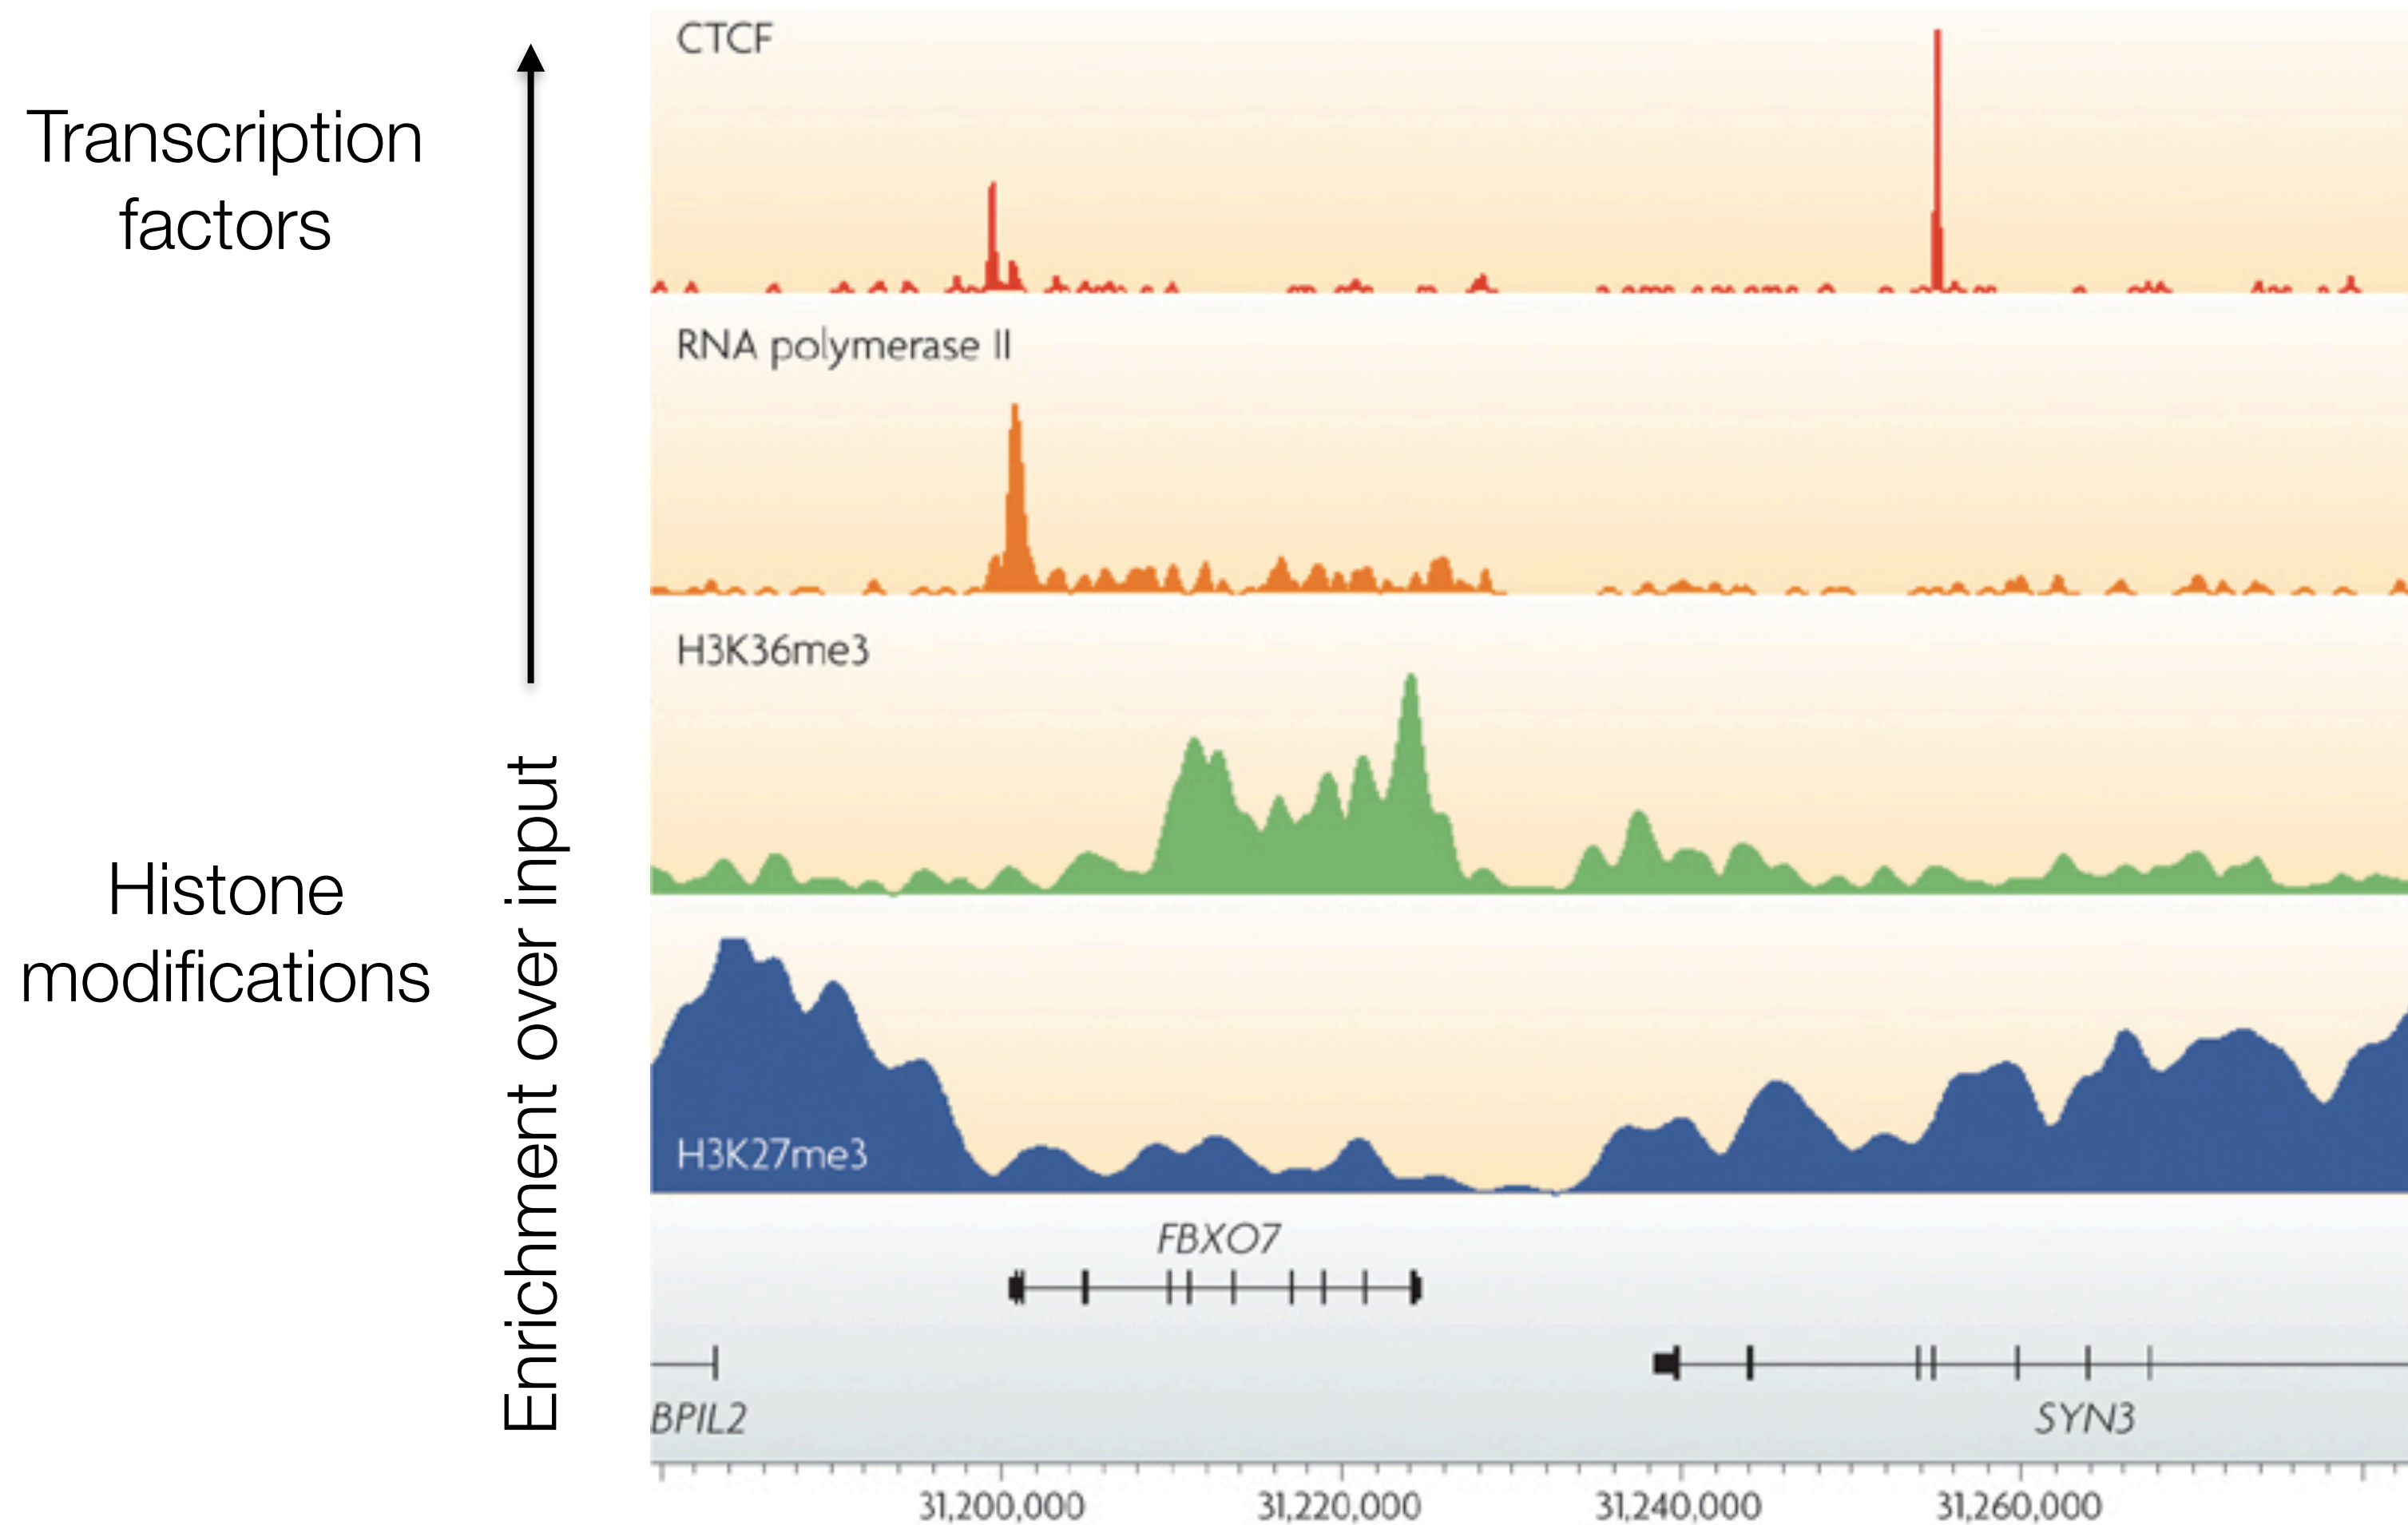 CTCF
Transcription
factors
RNA polymerase II
H3K36me3
Enrichment over input
Histone
modifications
H3K27me3
FBXO7
BPIL2
SYN3
31,200,000
31,220,000
31,240,000
31,260,000